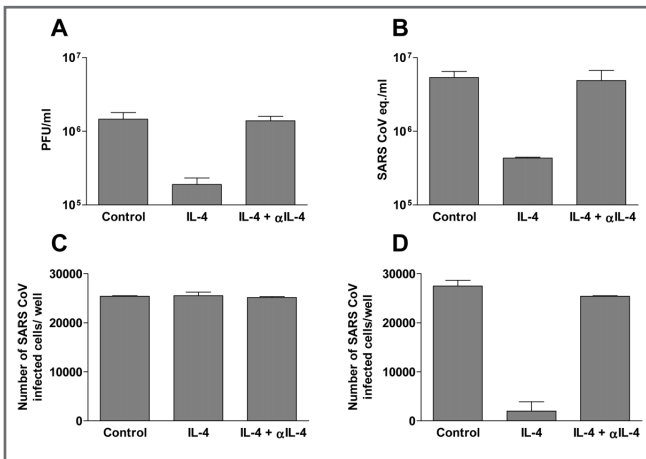 A
10^7
10^6
10^5
PFU/ml
Control IL-4 IL-4 + αIL-4
B
10^7
10^6
10^5
SARS CoV eq./ml
Control IL-4 IL-4 + αIL-4
C
30000
20000
10000
0
Number of SARS CoV
infected cells/ well
Control IL-4 IL-4 + αIL-4
D
30000
20000
10000
0
Number of SARS CoV
infected cells/well
Control IL-4 IL-4 + αIL-4